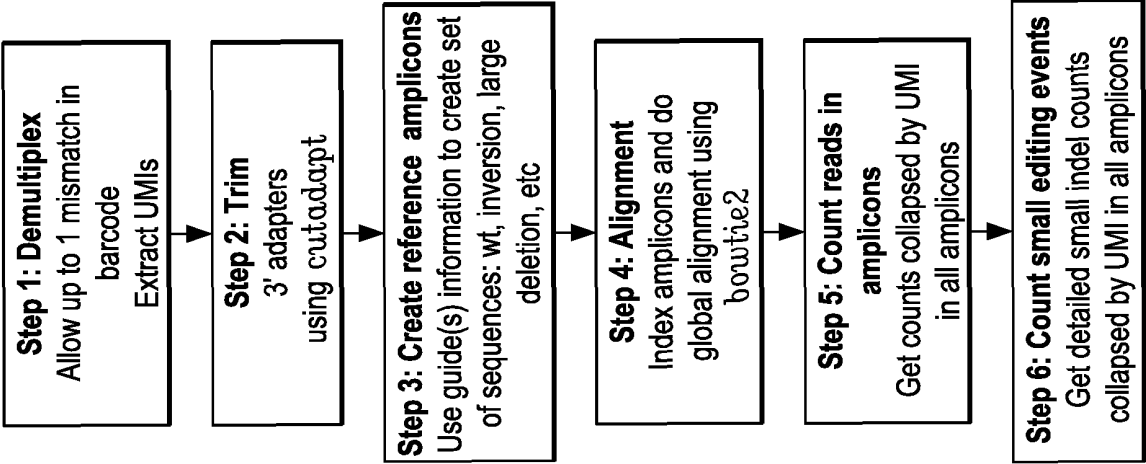 Step 1: Demultiplex
Allow up to 1 mismatch in
barcode
Extract UMIs
Step 2: Trim
3' adapters
using cutadapt
Step 3: Create reference amplicons
Use guide(s) information to create set
of sequences: wt, inversion, large
deletion, etc
Step 4: Alignment
Index amplicons and do
global alignment using
bowtie2
Step 5: Count reads in
amplicons
Get counts collapsed by UMI
in all amplicons
Step 6: Count small editing events
Get detailed small indel counts
collapsed by UMI in all amplicons